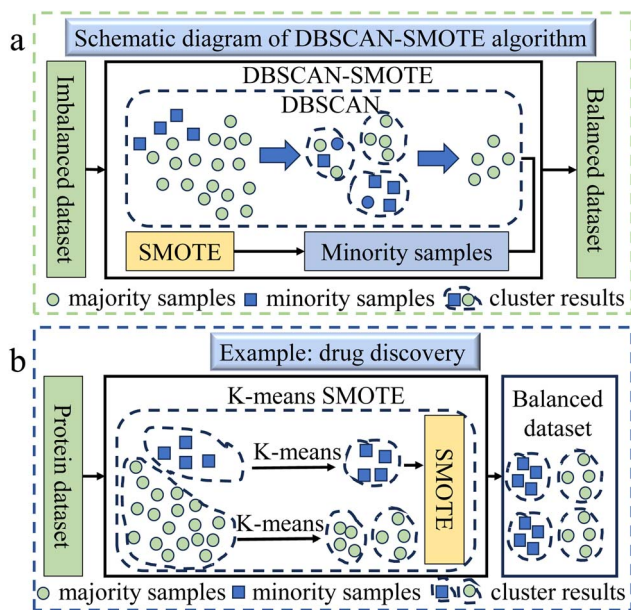 a
Schematic diagram of DBSCAN-SMOTE algorithm
Imbalanced dataset
DBSCAN-SMOTE
DBSCAN
SMOTE
Minority samples
Balanced dataset
majority samples minority samples cluster results
b
Example: drug discovery
Protein dataset
K-means SMOTE
K-means
K-means
SMOTE
Balanced
dataset
majority samples minority samples cluster results